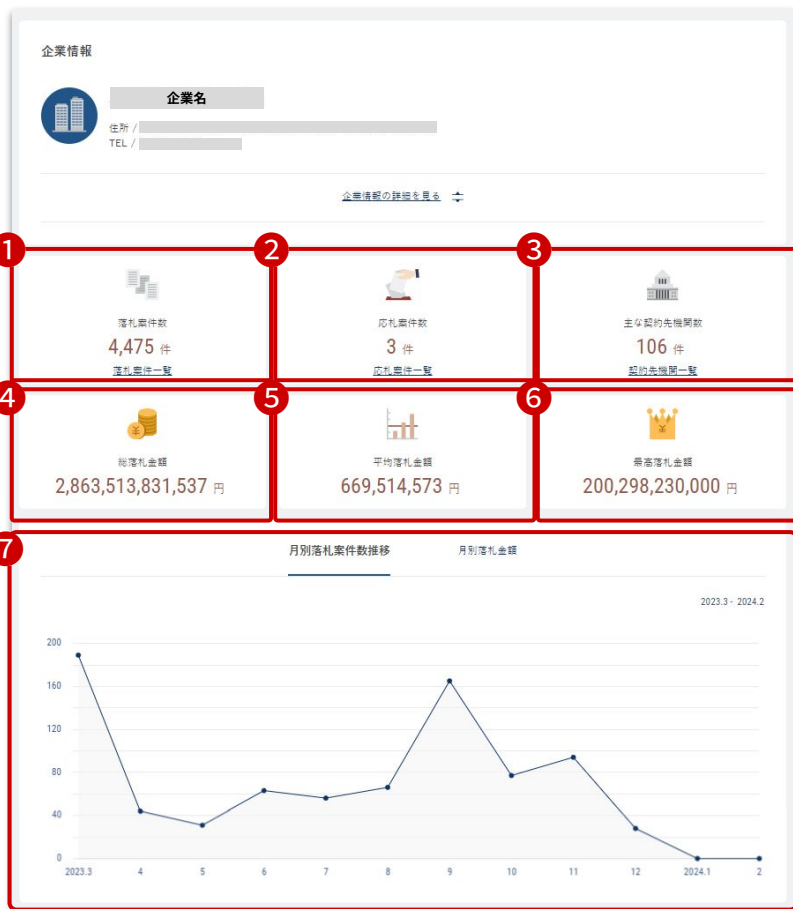 企業情報
企業名
住所 /
TEL /
企業情報の詳細を見る
1
2
3
落札案件数
応札案件数
主な契約先機関数
4,475 件
3 件
106 件
落札案件一覧
応札案件一覧
契約先機関一覧
4
5
6
¥
¥
総落札金額
平均落札金額
最高落札金額
2,863,513,831,537 円
669,514,573 円
200,298,230,000 円
7
月別落札案件数推移
月別落札金額
2023.3 - 2024.2
200
160
120
80
40
0
2023.3 4 5 6 7 8 9 10 11 12 2024.1 2